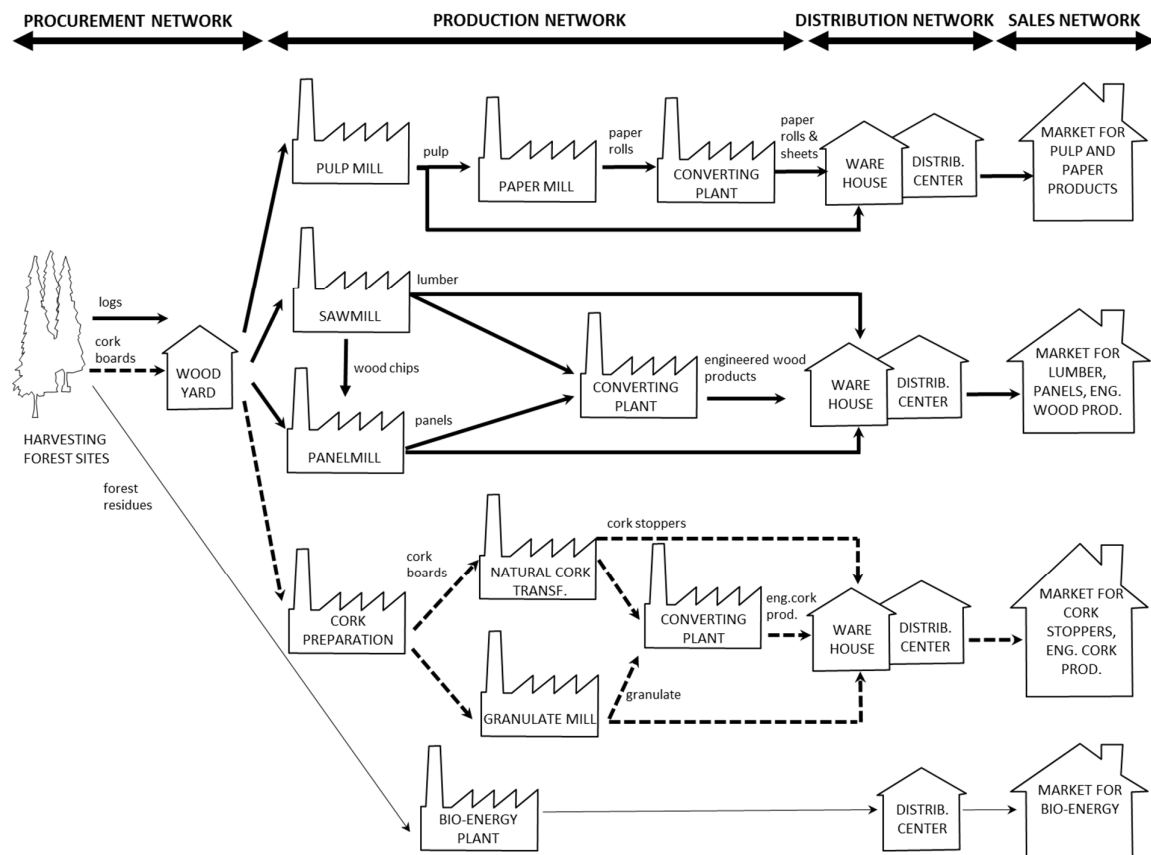 PROCUREMENT NETWORK
PRODUCTION NETWORK
DISTRIBUTION NETWORK
SALES NETWORK
PULP MILL
pulp
PAPER MILL
paper
rolls
CONVERTING
PLANT
paper
rolls &
sheets
WARE
HOUSE
DISTRIB.
CENTER
MARKET FOR
PULP AND
PAPER
PRODUCTS
logs
cork
boards
WOOD
YARD
HARVESTING
FOREST SITES
forest
residues
SAWMILL
lumber
wood chips
PANELMILL
panels
CONVERTING
PLANT
engineered wood
products
WARE
HOUSE
DISTRIB.
CENTER
MARKET FOR
LUMBER,
PANELS, ENG.
WOOD PROD.
CORK
PREPARATION
cork
boards
NATURAL CORK
TRANSF.
cork stoppers
GRANULATE MILL
granulate
CONVERTING
PLANT
eng.cork
prod.
WARE
HOUSE
DISTRIB.
CENTER
MARKET FOR
CORK
STOPPERS,
ENG. CORK
PROD.
BIO-ENERGY
PLANT
DISTRIB.
CENTER
MARKET FOR
BIO-ENERGY